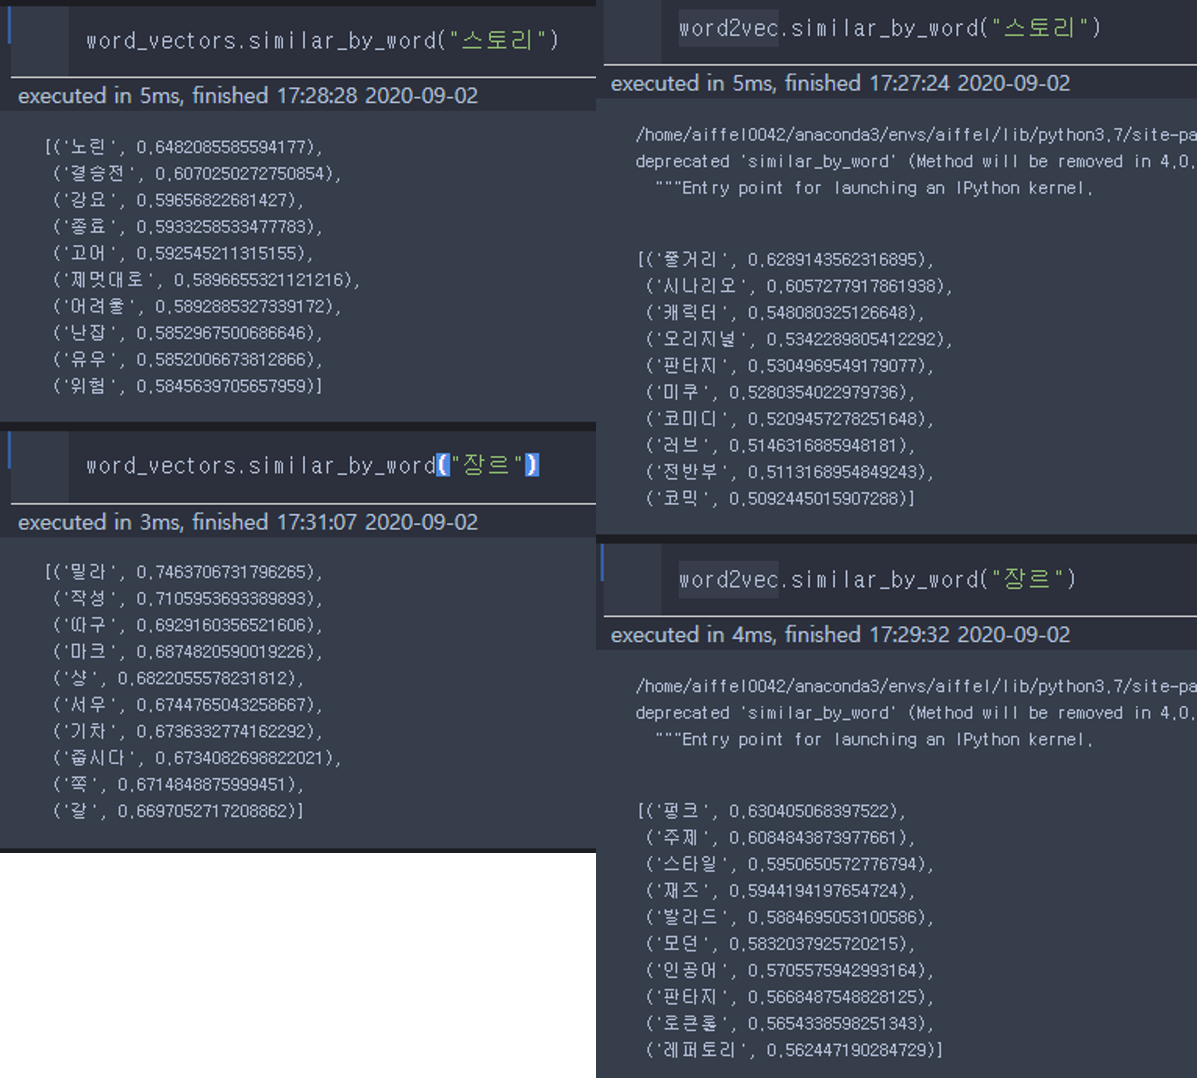 word_vectors.similar_by_word("스토리")
executed in 5ms, finished 17:28:28 2020-09-02
[('노린', 0.6482085585594177),
('결승전', 0.6070250272750854),
('강요', 0.59656822681427),
('종료', 0.5933258533477783),
('고어', 0.592545211315155),
('제멋대로', 0.5896655321121216),
('어려울', 0.5892885327339172),
('난잡', 0.5852967500686646),
('유우', 0.5852006673812866),
('위험', 0.5845639705657959)]
word_vectors.similar_by_word("장르")
executed in 3ms, finished 17:31:07 2020-09-02
[('밀라', 0.7463706731796265),
('작성', 0.7105953693389893),
('따구', 0.6929160356521606),
('마크', 0.6874820590019226),
('샹', 0.6822055578231812),
('서우', 0.6744765043258667),
('기차', 0.6736332774162292),
('줍시다', 0.6734082698822021),
('쪽', 0.6714848875999451),
('갈', 0.6697052717208862)]
word2vec.similar_by_word("스토리")
executed in 5ms, finished 17:27:24 2020-09-02
/home/aiffel0042/anaconda3/envs/aiffel/lib/python3.7/site-pa
deprecated 'similar_by_word' (Method will be removed in 4.0.
"""Entry point for launching an IPython kernel.
[('줄거리', 0.6289143562316895),
('시나리오', 0.6057277917861938),
('캐릭터', 0.548080325126648),
('오리지널', 0.5342289805412292),
('판타지', 0.5304969549179077),
('미쿠', 0.5280354022979736),
('코미디', 0.5209457278251648),
('러브', 0.5146316885948181),
('전반부', 0.5113168954849243),
('코믹', 0.5092445015907288)]
word2vec.similar_by_word("장르")
executed in 4ms, finished 17:29:32 2020-09-02
/home/aiffel0042/anaconda3/envs/aiffel/lib/python3.7/site-pa
deprecated 'similar_by_word' (Method will be removed in 4.0.
"""Entry point for launching an IPython kernel.
[('펑크', 0.630405068397522),
('주제', 0.6084843873977661),
('스타일', 0.5950650572776794),
('재즈', 0.5944194197654724),
('발라드', 0.5884695053100586),
('모던', 0.5832037925720215),
('인공어', 0.5705575942993164),
('판타지', 0.5668487548828125),
('로큰롤', 0.5654338598251343),
('레퍼토리', 0.562447190284729)]